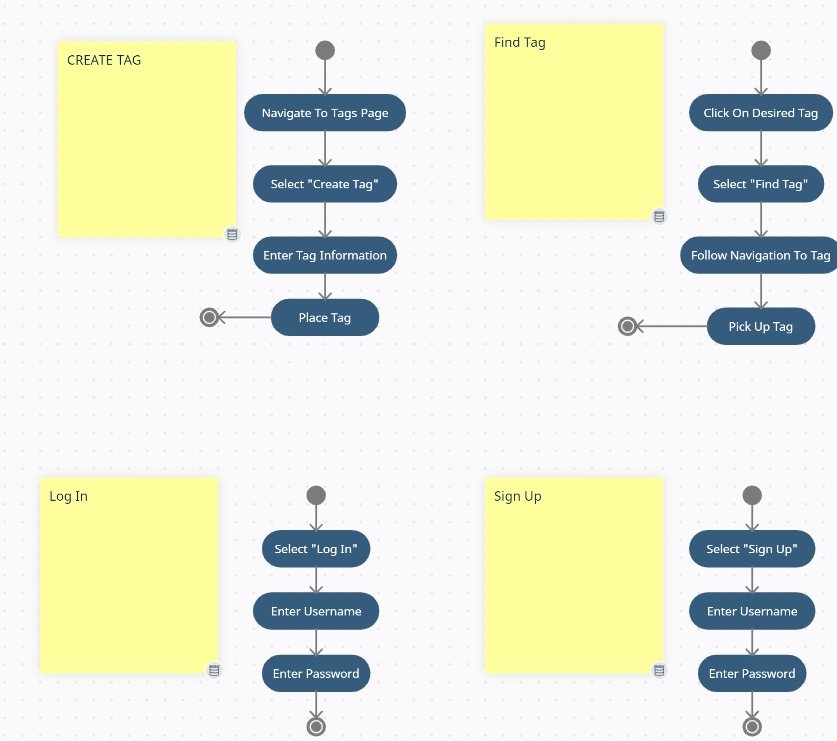 CREATE TAG
Navigate To Tags Page
Select "Create Tag"
Enter Tag Information
Place Tag
Find Tag
Click On Desired Tag
Select "Find Tag"
Follow Navigation To Tag
Pick Up Tag
Log In
Select "Log In"
Enter Username
Enter Password
Sign Up
Select "Sign Up"
Enter Username
Enter Password